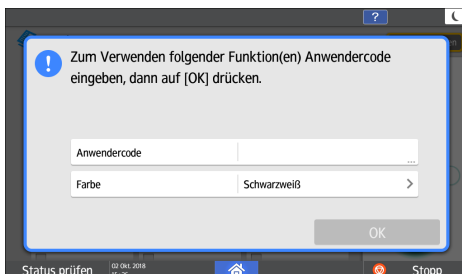 ?
Zum Verwenden folgender Funktion(en) Anwendercode
eingeben, dann auf [OK] drücken.
Anwendercode
...
Farbe Schwarzweiß
OK
Status prüfen 02 Okt. 2018 Stopp